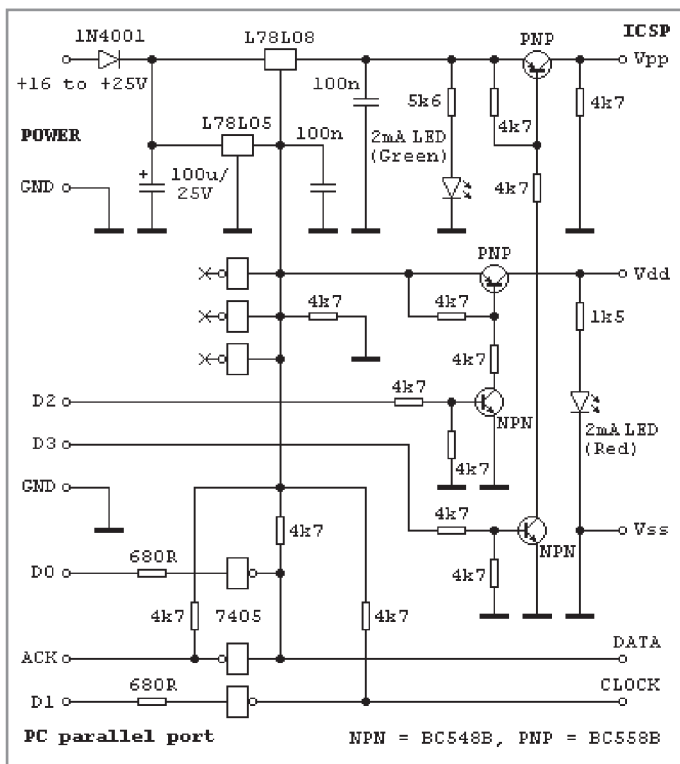 1N4001
L78L08
PNP
ICSP
Vpp
+16 to +25V
100n
5k6
4k7
4k7
POWER
L78L05
100n
2mA LED
(Green)
+
100u/
25V
4k7
GND
PNP
Vdd
4k7
4k7
1k5
4k7
4k7
D2
NPN
2mA LED
(Red)
D3
4k7
GND
4k7
4k7
Vss
NPN
680R
D0
4k7
4k7
7405
4k7
DATA
ACK
680R
CLOCK
D1
PC parallel port
NPN = BC548B, PNP = BC558B